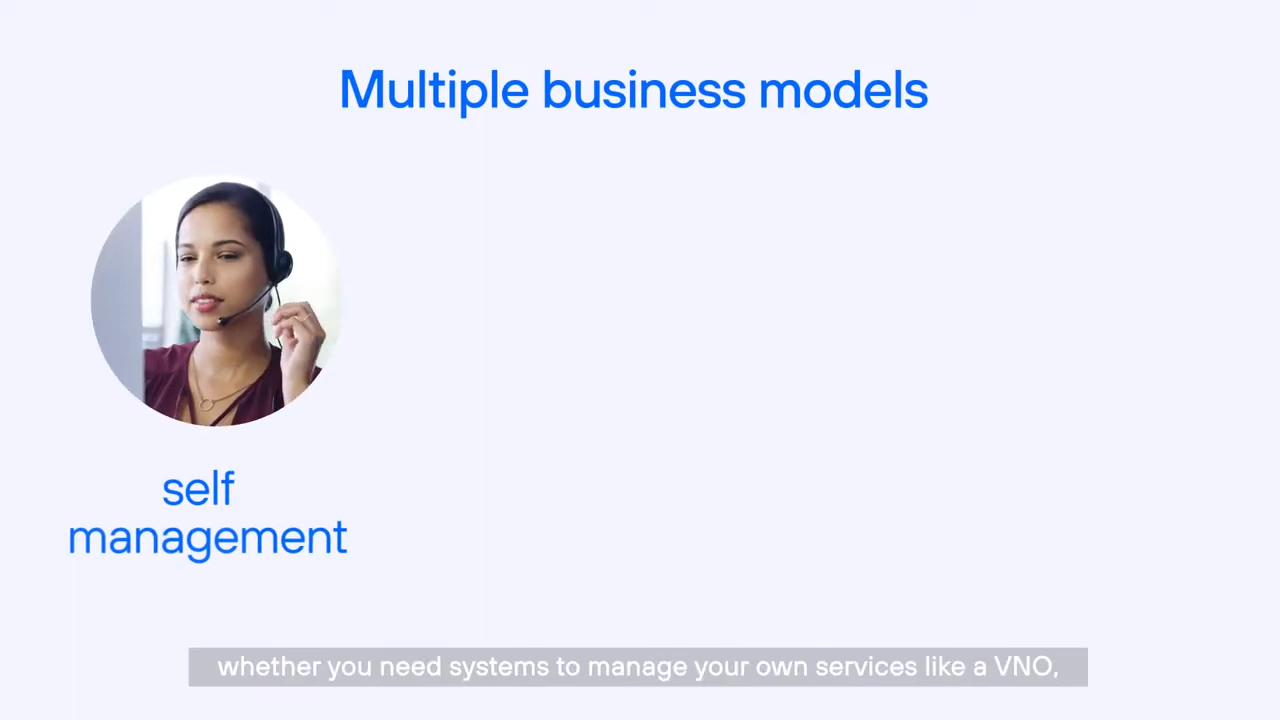 Multiple business models
self
management
whether you need systems to manage your own services like a VNO,